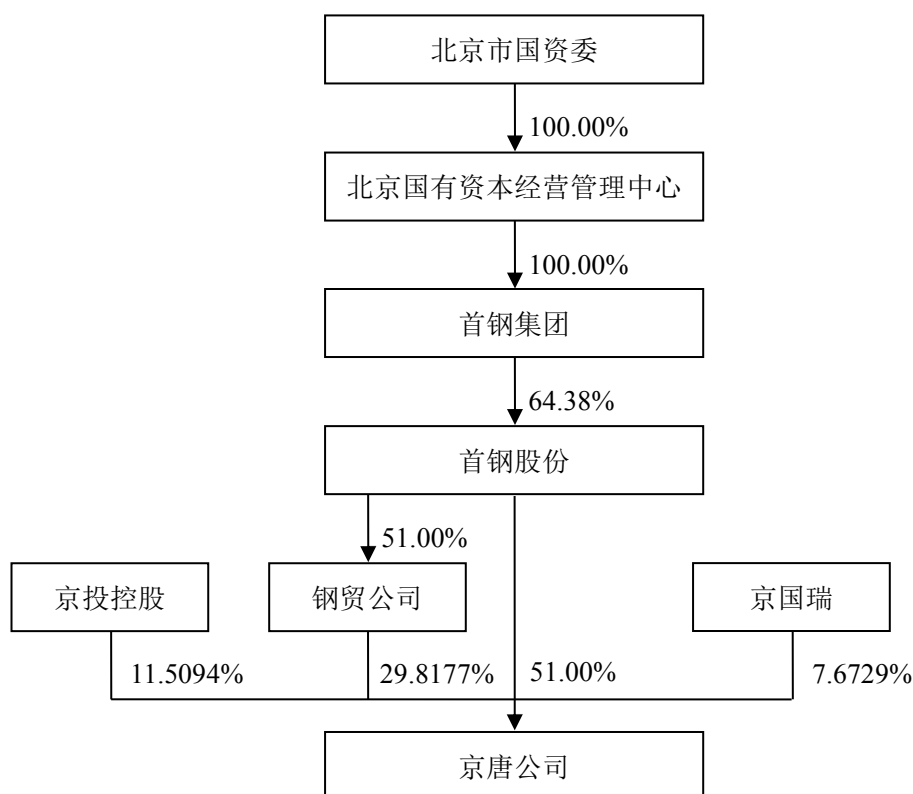 北京市国资委
100.00%
北京国有资本经营管理中心
100.00%
首钢集团
64.38%
首钢股份
51.00%
京投控股
钢贸公司
京国瑞
11.5094%
29.8177%
51.00%
7.6729%
京唐公司